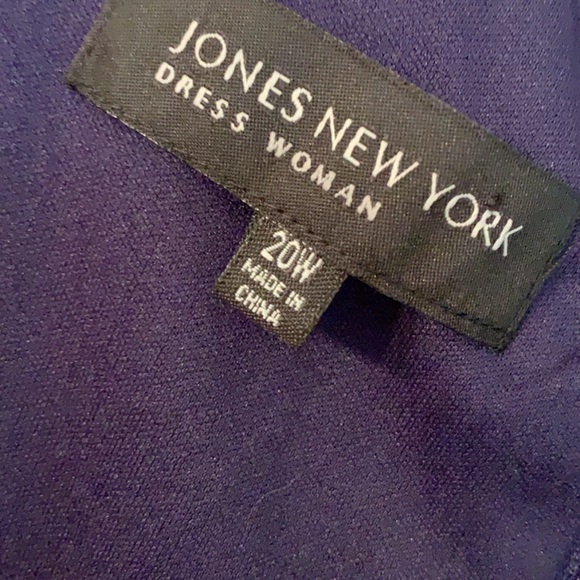 JONES NEW YORK
DRESS WOMAN
20W
MADE IN
CHINA